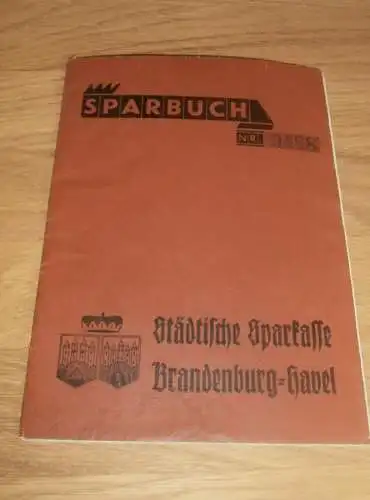 SPARBUCH
NR.
Städtische Sparkasse
Brandenburg=Havel